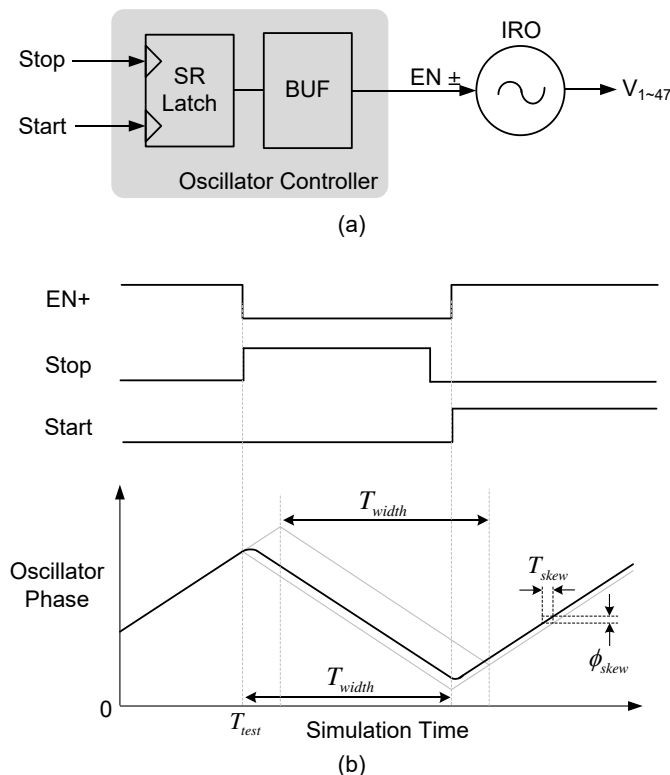 Stop
Start
SR
Latch
BUF
Oscillator Controller
EN ±
IRO
V1~47
(a)
EN+
Stop
Start
Oscillator
Phase
Twidth
Tskew
ϕskew
Twidth
0
Ttest
Simulation Time
(b)